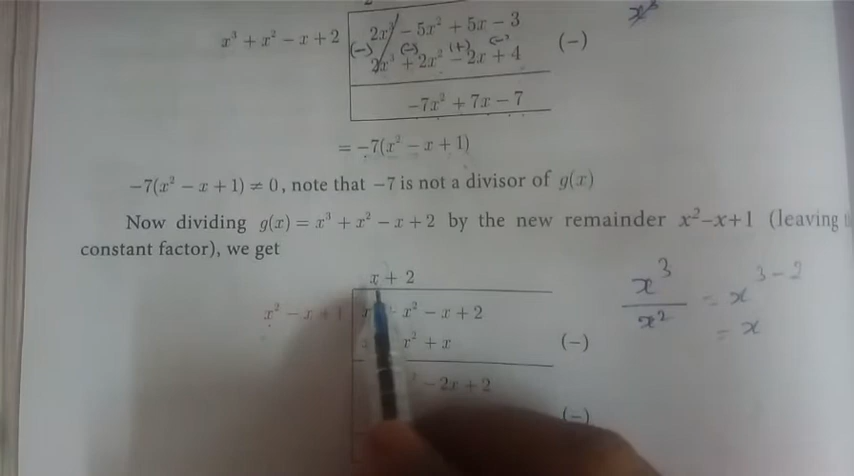 2
x³ + x² − x + 2 2x³ − 5x² + 5x − 3
(−) (−) (+) (−)
2x³ + 2x² − 2x + 4 (−)
−7x² + 7x − 7
= −7(x² − x + 1)
−7(x² − x + 1) ≠ 0, note that −7 is not a divisor of g(x)
Now dividing g(x) = x³ + x² − x + 2 by the new remainder x²−x+1 (leaving
constant factor), we get
x + 2
x² − x + 1 x² − x + 2
x² + x (−)
− 2x + 2
(−)
x³/x² = x³⁻²
= x